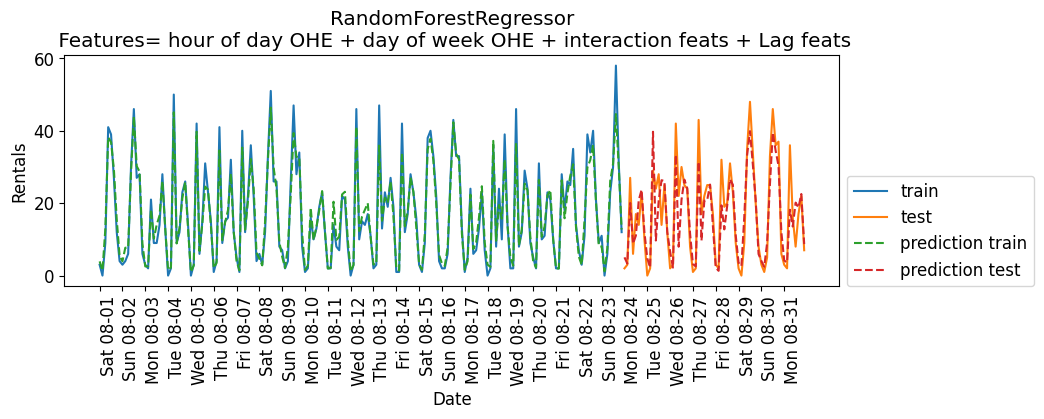 RandomForestRegressor
Features= hour of day OHE + day of week OHE + interaction feats + Lag feats
60
40
20
0
Rentals
Sat 08-01
Sun 08-02
Mon 08-03
Tue 08-04
Wed 08-05
Thu 08-06
Fri 08-07
Sat 08-08
Sun 08-09
Mon 08-10
Tue 08-11
Wed 08-12
Thu 08-13
Fri 08-14
Sat 08-15
Sun 08-16
Mon 08-17
Tue 08-18
Wed 08-19
Thu 08-20
Fri 08-21
Sat 08-22
Sun 08-23
Mon 08-24
Tue 08-25
Wed 08-26
Thu 08-27
Fri 08-28
Sat 08-29
Sun 08-30
Mon 08-31
Date
train
test
prediction train
prediction test